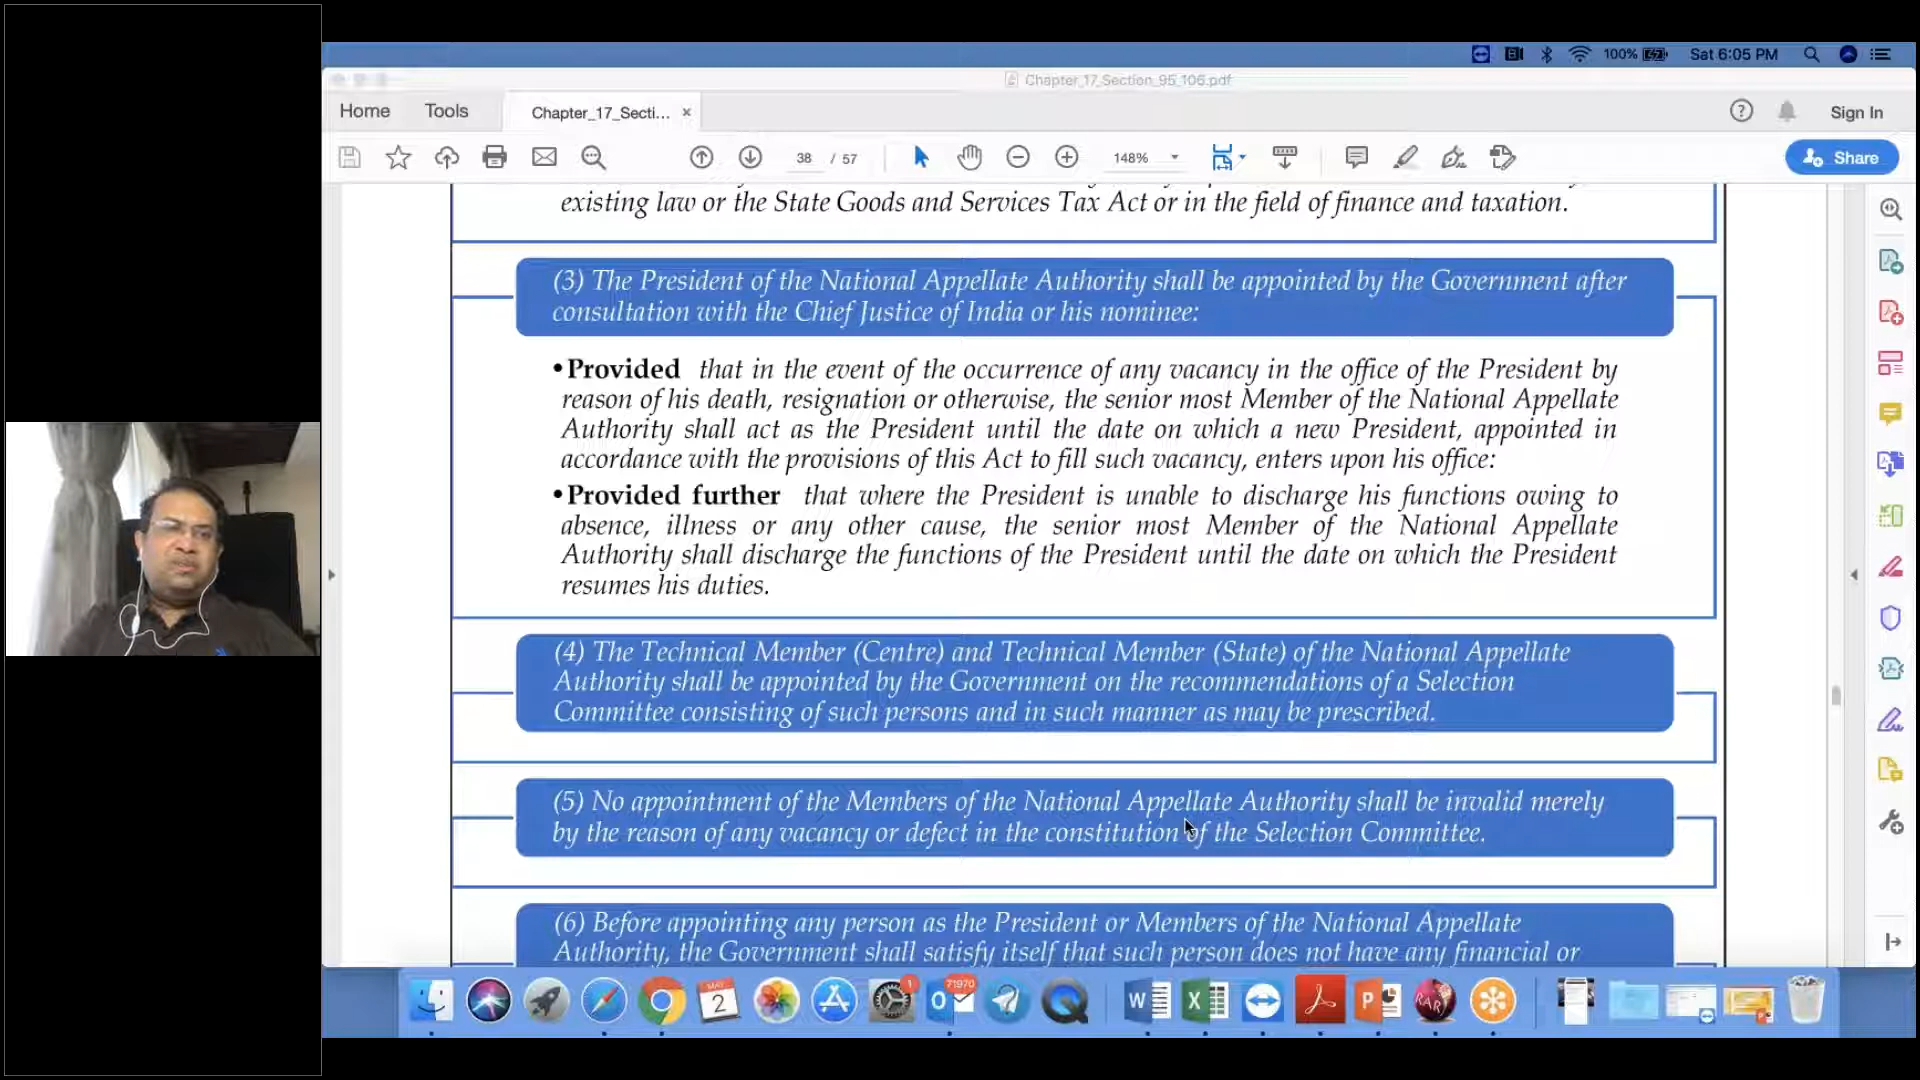 100%
Sat 6:05 PM
Chapter_17_Section_95_106.pdf
Home
Tools
Chapter_17_Secti... ×
Sign In
38 / 57
148%
Share
existing law or the State Goods and Services Tax Act or in the field of finance and taxation.
(3) The President of the National Appellate Authority shall be appointed by the Government after
consultation with the Chief Justice of India or his nominee:
•Provided that in the event of the occurrence of any vacancy in the office of the President by
reason of his death, resignation or otherwise, the senior most Member of the National Appellate
Authority shall act as the President until the date on which a new President, appointed in
accordance with the provisions of this Act to fill such vacancy, enters upon his office:
•Provided further that where the President is unable to discharge his functions owing to
absence, illness or any other cause, the senior most Member of the National Appellate
Authority shall discharge the functions of the President until the date on which the President
resumes his duties.
(4) The Technical Member (Centre) and Technical Member (State) of the National Appellate
Authority shall be appointed by the Government on the recommendations of a Selection
Committee consisting of such persons and in such manner as may be prescribed.
(5) No appointment of the Members of the National Appellate Authority shall be invalid merely
by the reason of any vacancy or defect in the constitution of the Selection Committee.
(6) Before appointing any person as the President or Members of the National Appellate
Authority, the Government shall satisfy itself that such person does not have any financial or
MAY
2
1
71970
W
X
P
RAR